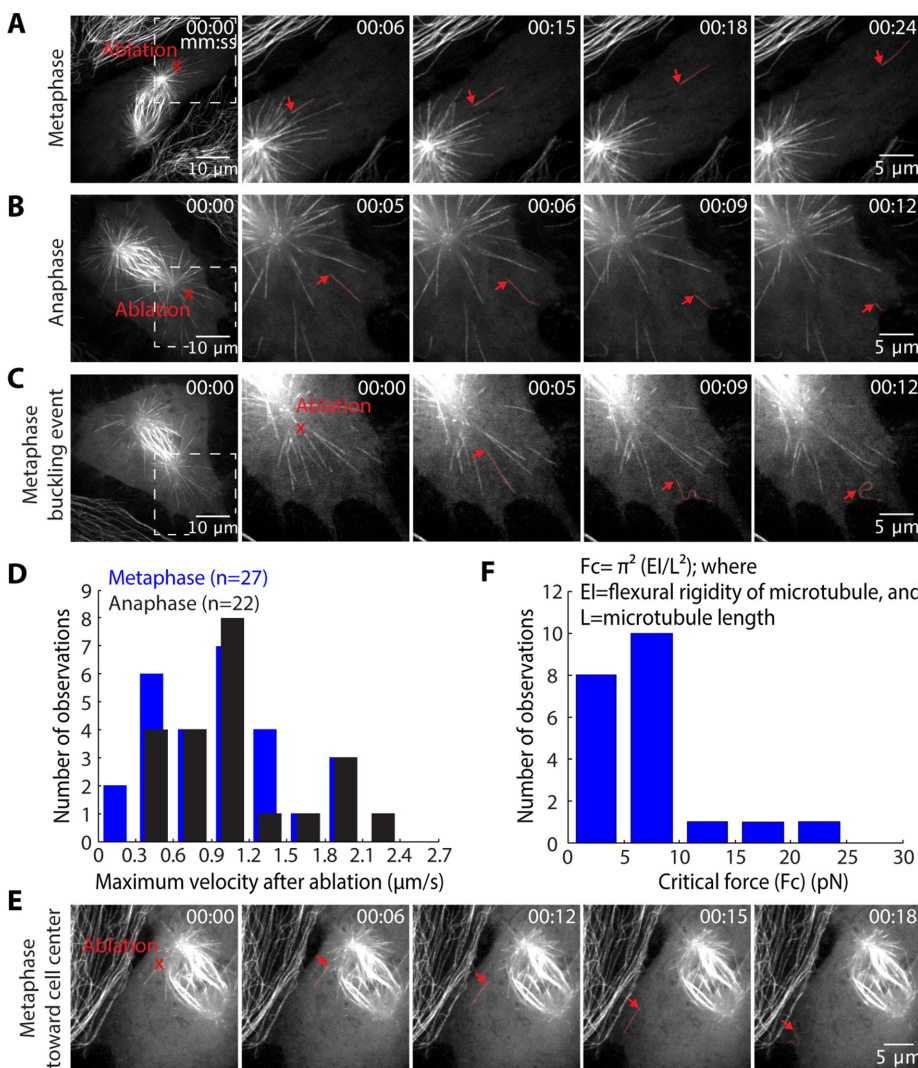 A
Metaphase
00:00
mm:ss
Ablation
x
10 µm
00:06
00:15
00:18
00:24
5 µm
B
Anaphase
00:00
Ablation
x
10 µm
00:05
00:06
00:09
00:12
5 µm
C
Metaphase
buckling event
00:00
10 µm
00:00
Ablation
x
00:05
00:09
00:12
5 µm
D
Metaphase (n=27)
Anaphase (n=22)
Number of observations
9
8
7
6
5
4
3
2
1
0
0 0.3 0.6 0.9 1.2 1.5 1.8 2.1 2.4 2.7
Maximum velocity after ablation (µm/s)
F
Fc= π² (EI/L²); where
EI=flexural rigidity of microtubule, and
L=microtubule length
Number of observations
12
10
8
6
4
2
0
0 5 10 15 20 25 30
Critical force (Fc) (pN)
E
Metaphase
toward cell center
00:00
Ablation
x
00:06
00:12
00:15
00:18
5 µm